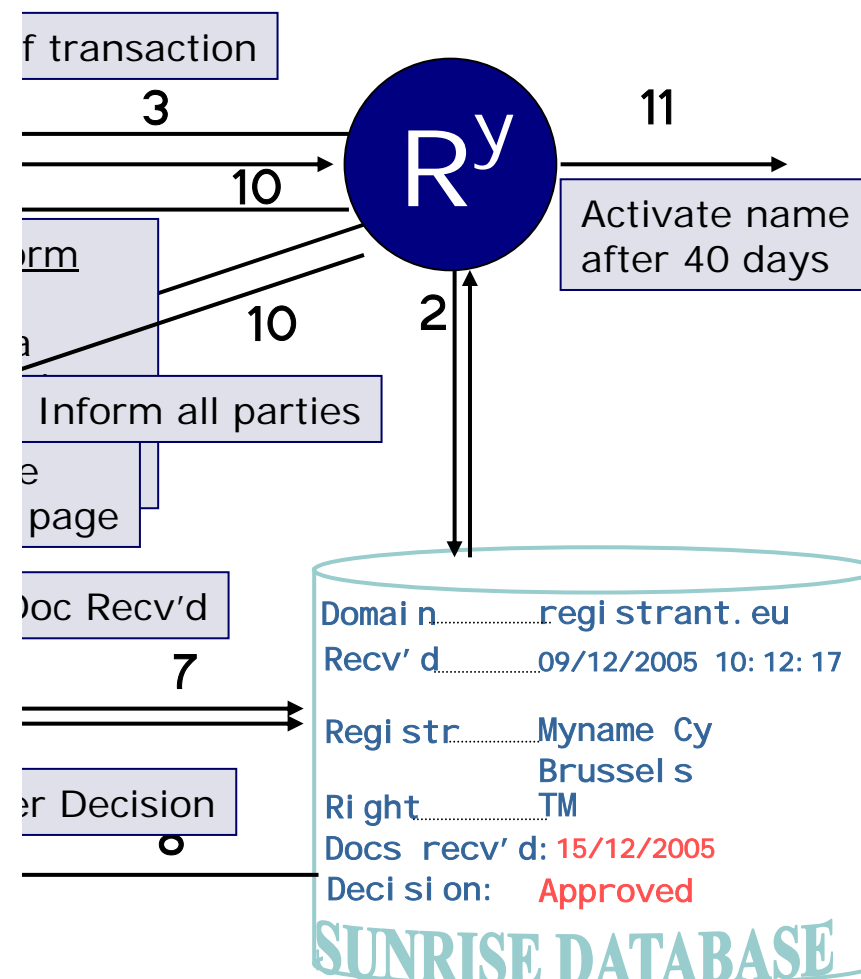 f transaction
3
R^y
11
10
Activate name
after 40 days
rm
10
2
a
Inform all parties
e
page
Doc Recv'd
Domain registrant.eu
Recv'd 09/12/2005 10:12:17
7
Registr Myname Cy
Brussels
er Decision
Right TM
Docs recv'd: 15/12/2005
Decision: Approved
SUNRISE DATABASE